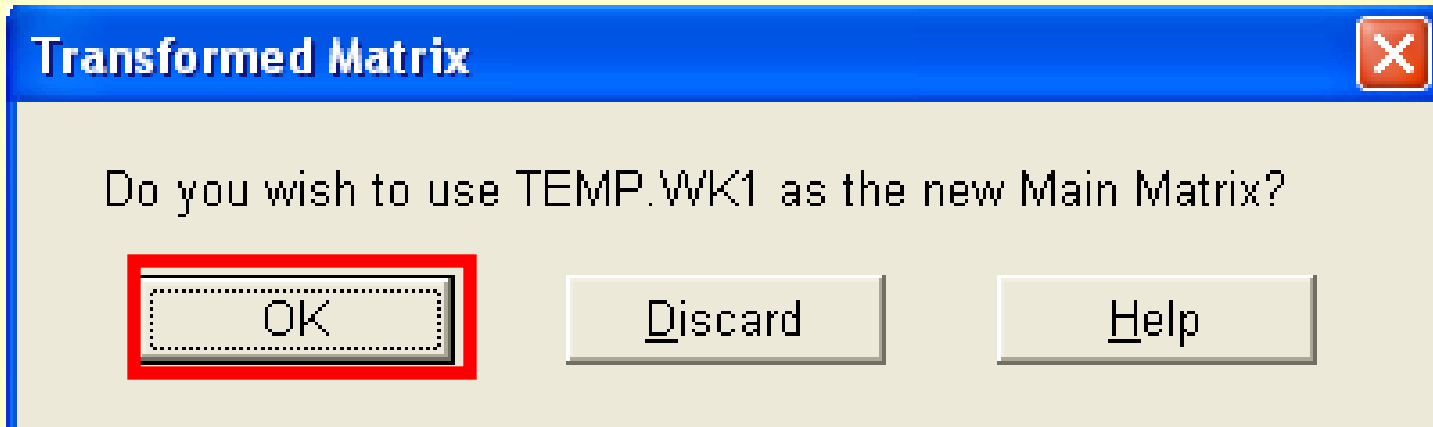 Transformed Matrix
Do you wish to use TEMP.WK1 as the new Main Matrix?
OK Discard Help